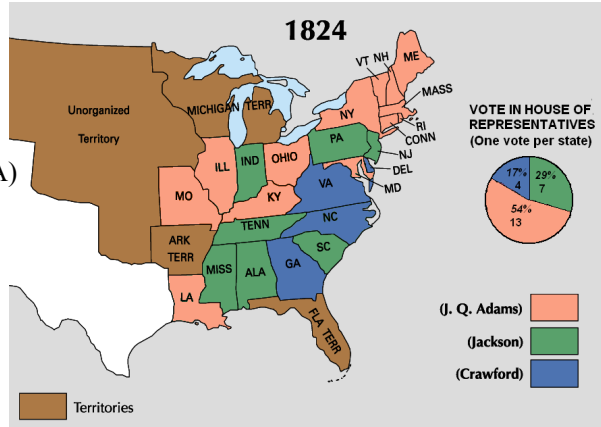 1824
VT
NH
ME
MASS
RI
CONN
NY
Unorganized
Territory
MICHIGAN TERR
PA
NJ
DEL
MD
ILL
IND
OHIO
VA
MO
KY
NC
TENN
SC
ARK
TERR
MISS
ALA
GA
LA
FLA TERR
A)
VOTE IN HOUSE OF
REPRESENTATIVES
(One vote per state)
17%
4
29%
7
54%
13
(J. Q. Adams)
(Jackson)
(Crawford)
Territories